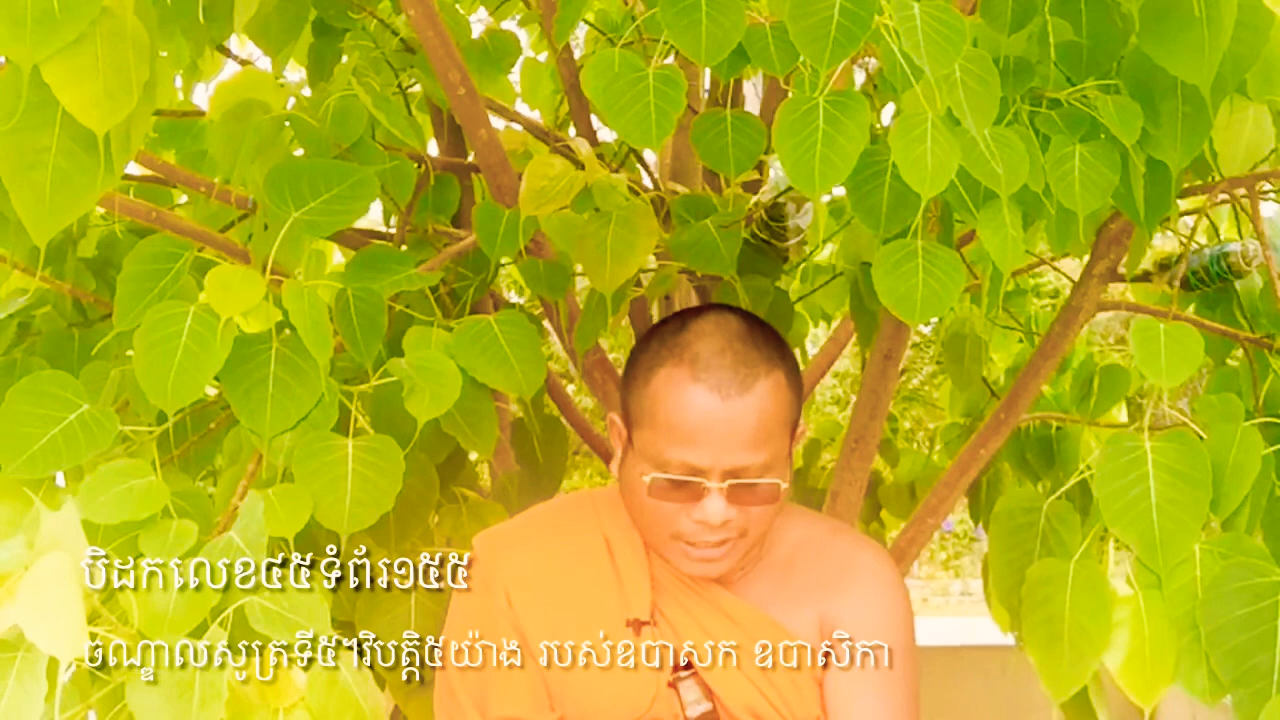 បិដកលេខ៤៥ទំព័រ១៥៥
ចណ្ឌាលសូត្រទី៥។វិបត្តិ៥យ៉ាង របស់ឧបាសក ឧបាសិកា